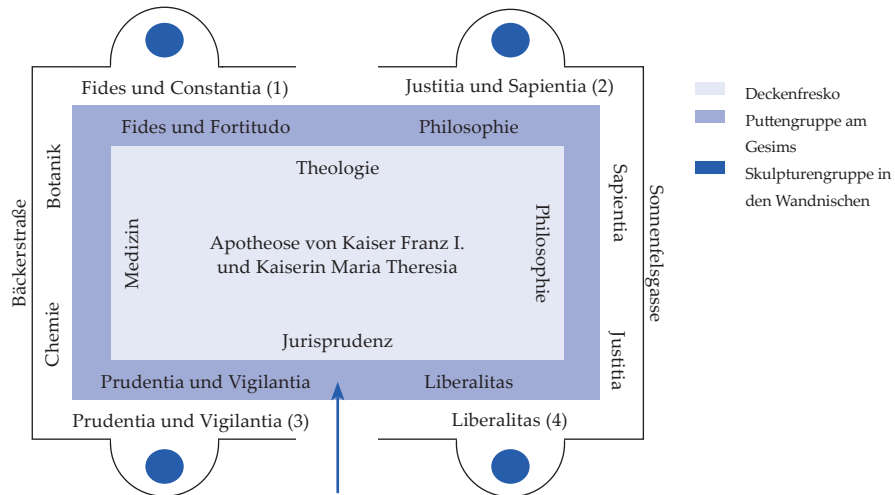 Fides und Constantia (1)
Justitia und Sapientia (2)
Fides und Fortitudo
Philosophie
Theologie
Bäckerstraße
Botanik
Chemie
Medizin
Apotheose von Kaiser Franz I.
und Kaiserin Maria Theresia
Philosophie
Sapientia
Justitia
Sonnenfelsgasse
Jurisprudenz
Prudentia und Vigilantia
Liberalitas
Prudentia und Vigilantia (3)
Liberalitas (4)
Deckenfresko
Puttengruppe am
Gesims
Skulpturengruppe in
den Wandnischen